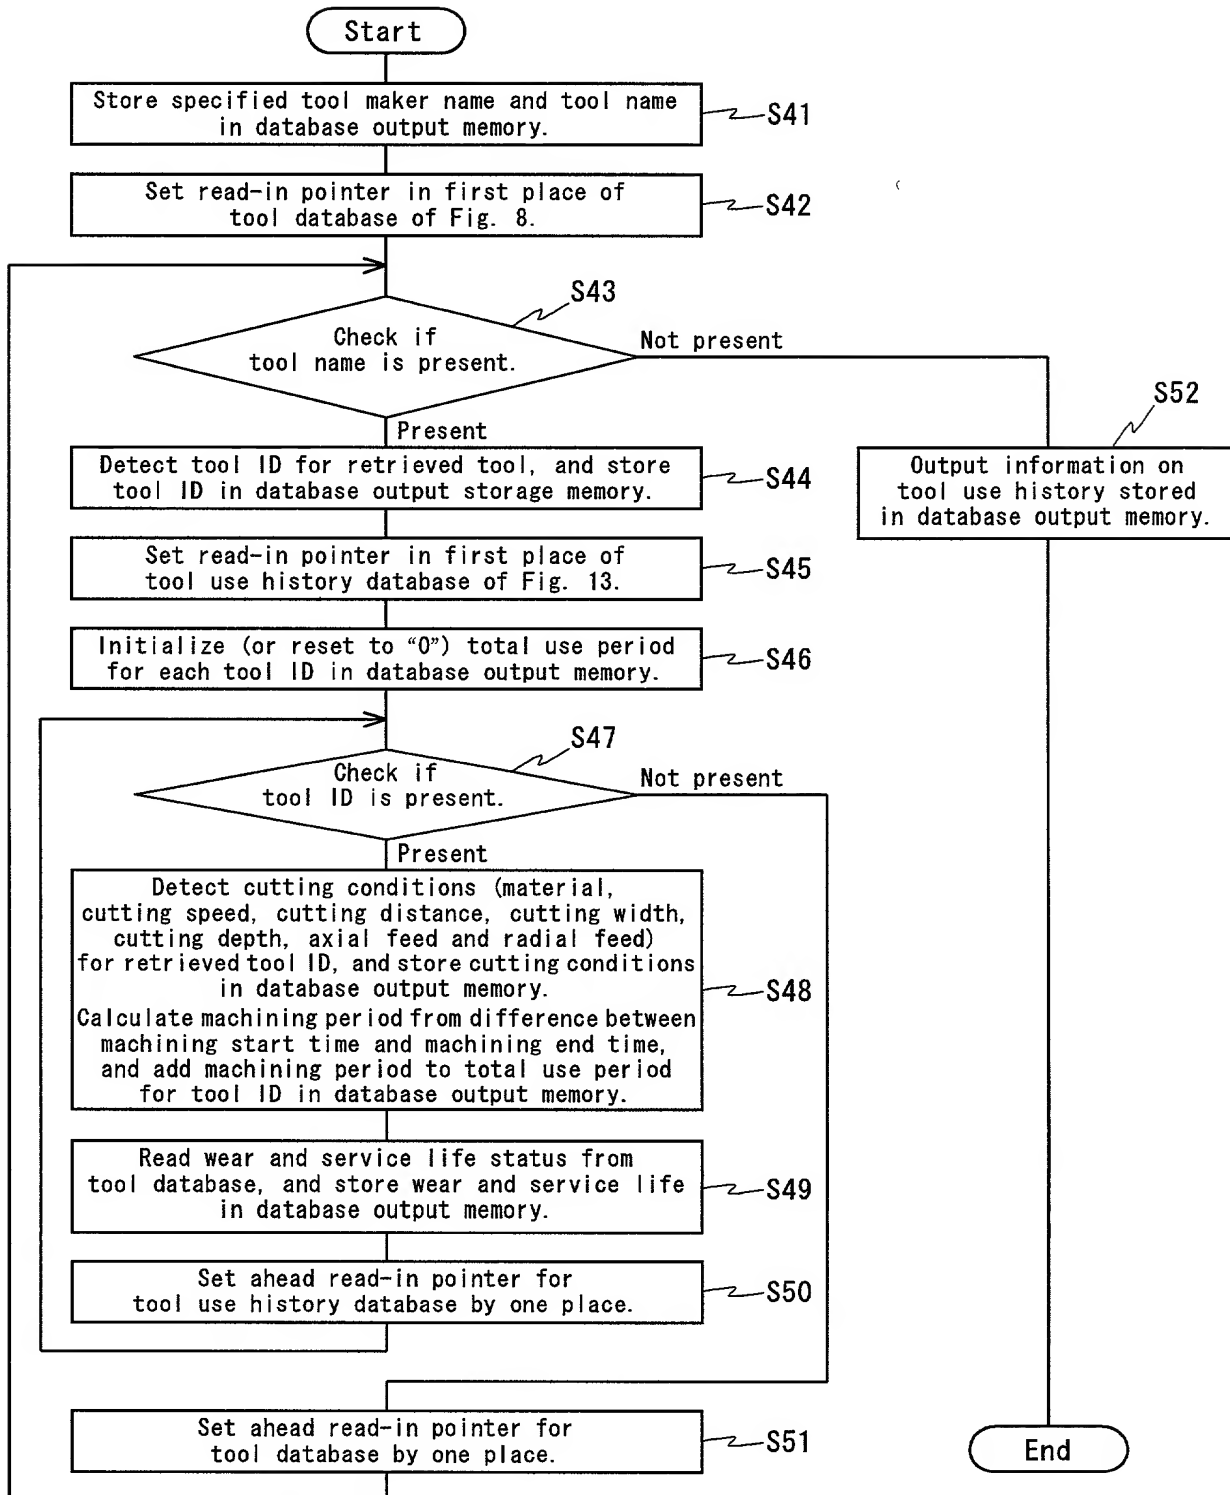 Start
Store specified tool maker name and tool name
in database output memory.
S41
Set read-in pointer in first place of
tool database of Fig. 8.
S42
S43
Check if
tool name is present.
Not present
Present
S52
Output information on
tool use history stored
in database output memory.
Detect tool ID for retrieved tool, and store
tool ID in database output storage memory.
S44
Set read-in pointer in first place of
tool use history database of Fig. 13.
S45
Initialize (or reset to “0”) total use period
for each tool ID in database output memory.
S46
S47
Check if
tool ID is present.
Not present
Present
Detect cutting conditions (material,
cutting speed, cutting distance, cutting width,
cutting depth, axial feed and radial feed)
for retrieved tool ID, and store cutting conditions
in database output memory.
Calculate machining period from difference between
machining start time and machining end time,
and add machining period to total use period
for tool ID in database output memory.
S48
Read wear and service life status from
tool database, and store wear and service life
in database output memory.
S49
Set ahead read-in pointer for
tool use history database by one place.
S50
Set ahead read-in pointer for
tool database by one place.
S51
End